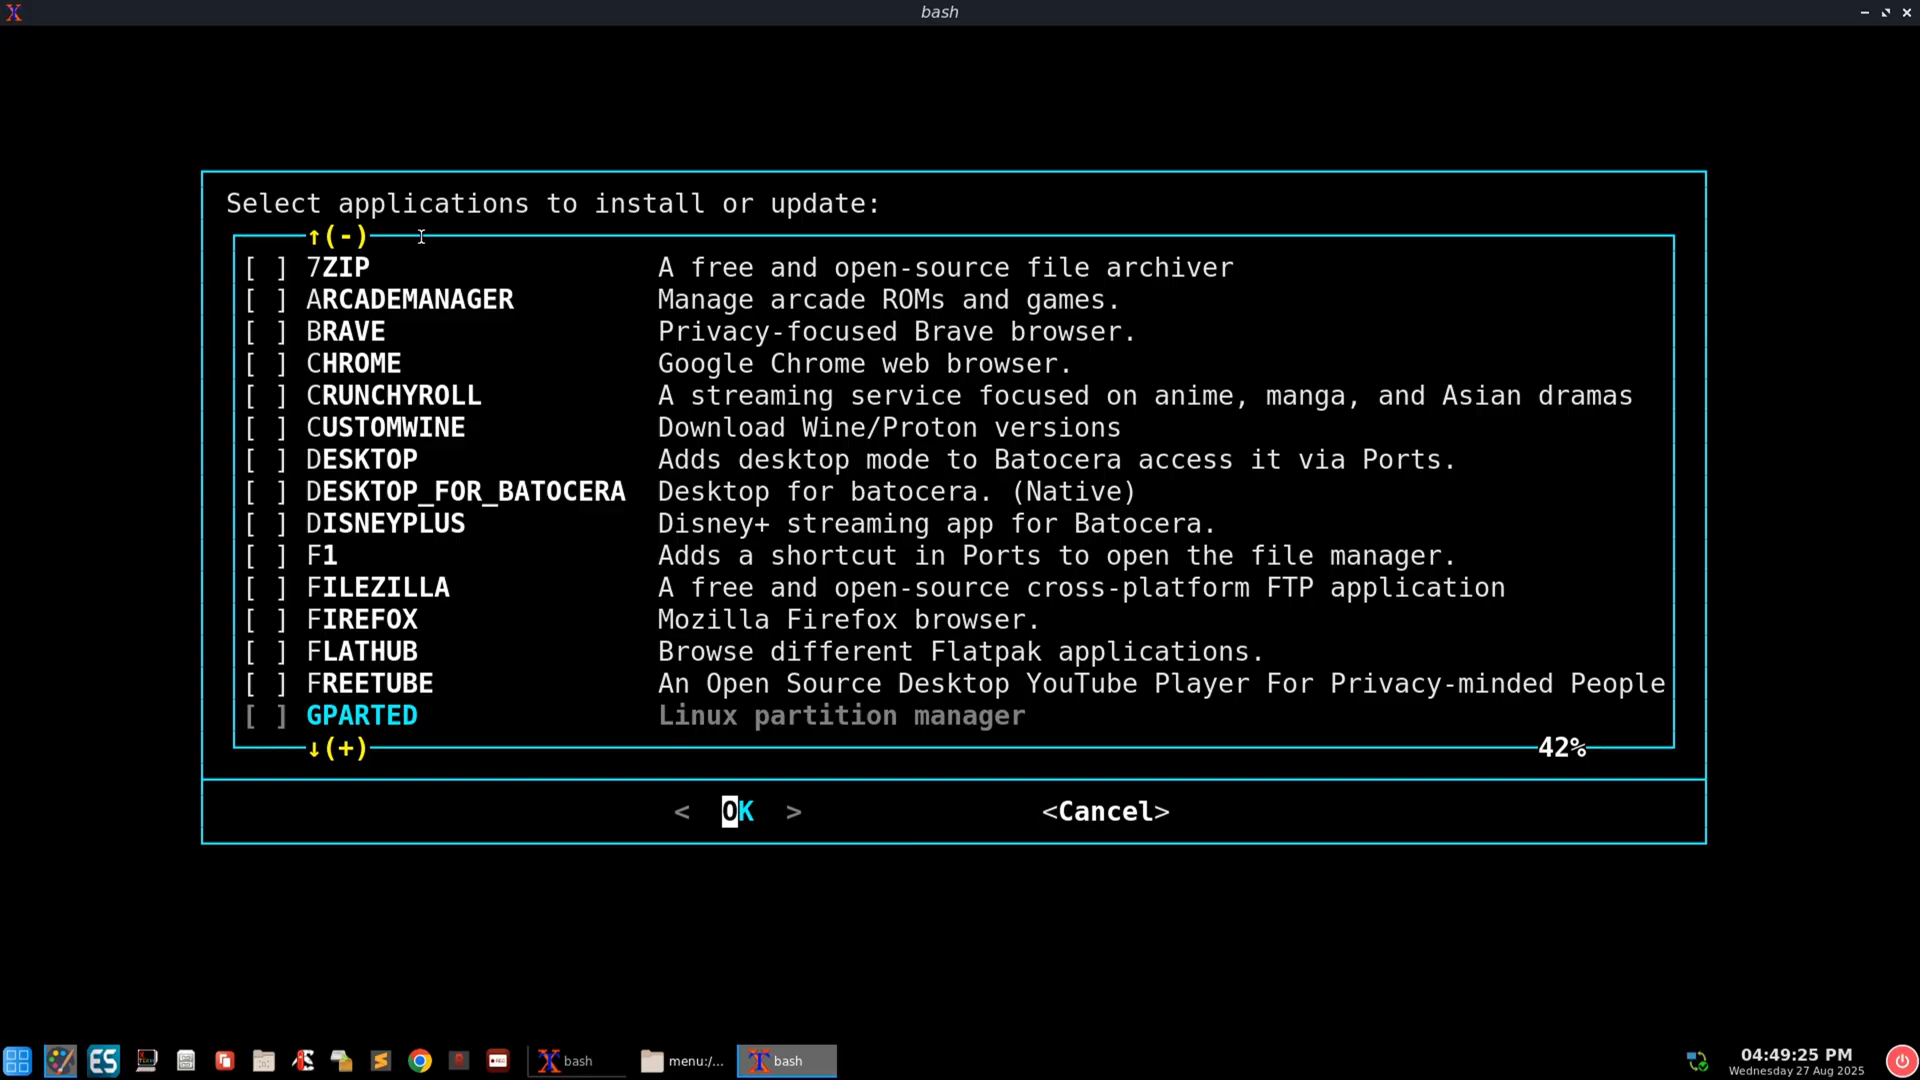 bash
Select applications to install or update:
↑(-)
[ ] 7ZIP A free and open-source file archiver
[ ] ARCADEMANAGER Manage arcade ROMs and games.
[ ] BRAVE Privacy-focused Brave browser.
[ ] CHROME Google Chrome web browser.
[ ] CRUNCHYROLL A streaming service focused on anime, manga, and Asian dramas
[ ] CUSTOMWINE Download Wine/Proton versions
[ ] DESKTOP Adds desktop mode to Batocera access it via Ports.
[ ] DESKTOP_FOR_BATOCERA Desktop for batocera. (Native)
[ ] DISNEYPLUS Disney+ streaming app for Batocera.
[ ] F1 Adds a shortcut in Ports to open the file manager.
[ ] FILEZILLA A free and open-source cross-platform FTP application
[ ] FIREFOX Mozilla Firefox browser.
[ ] FLATHUB Browse different Flatpak applications.
[ ] FREETUBE An Open Source Desktop YouTube Player For Privacy-minded People
[ ] GPARTED Linux partition manager
↓(+) 42%
< OK > <Cancel>
ES bash menu:/... bash 04:49:25 PM
Wednesday 27 Aug 2025